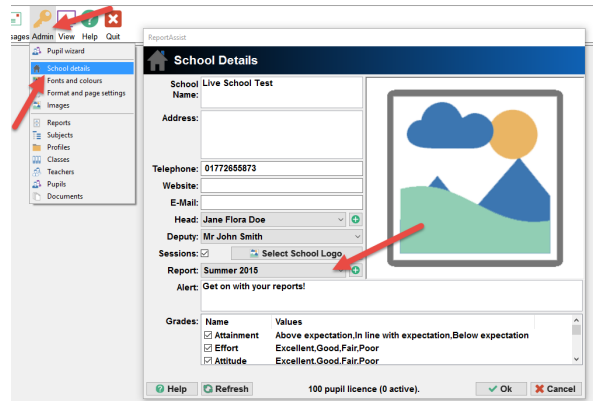 sages Admin View Help Quit
Pupil wizard
School details
Fonts and colours
Format and page settings
Images
Reports
Subjects
Profiles
Classes
Teachers
Pupils
Documents
ReportAssist
School Details
School Name: Live School Test
Address:
Telephone: 01772655873
Website:
E-Mail:
Head: Jane Flora Doe
Deputy: Mr John Smith
Sessions: Select School Logo
Report: Summer 2015
Alert: Get on with your reports!
Grades: Name Values
Attainment Above expectation,In line with expectation,Below expectation
Effort Excellent,Good,Fair,Poor
Attitude Excellent,Good,Fair,Poor
Help Refresh 100 pupil licence (0 active). Ok Cancel